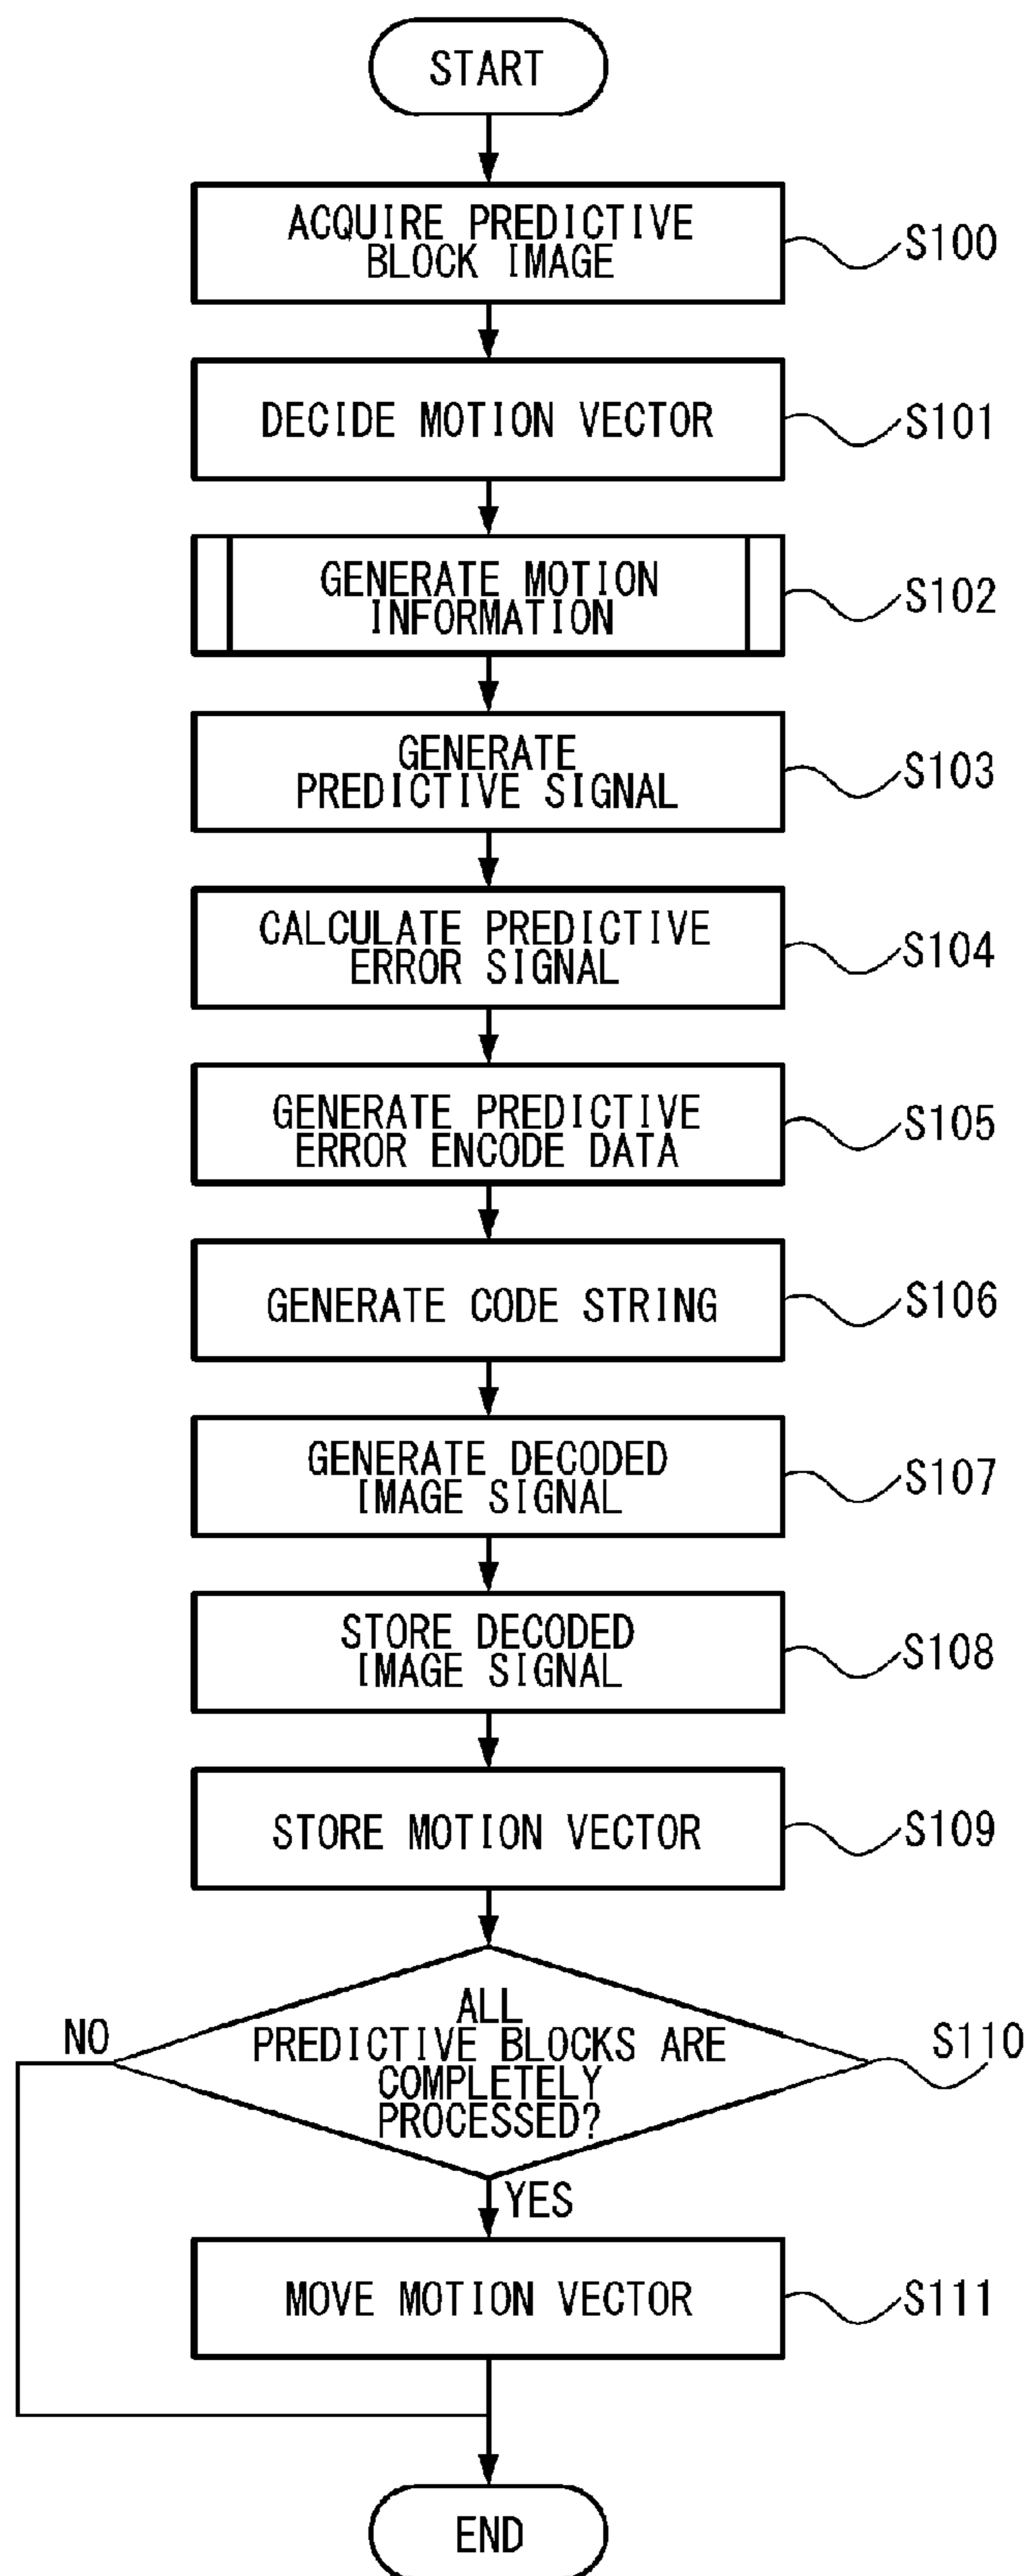 START
ACQUIRE PREDICTIVE
BLOCK IMAGE
S100
DECIDE MOTION VECTOR
S101
GENERATE MOTION
INFORMATION
S102
GENERATE
PREDICTIVE SIGNAL
S103
CALCULATE PREDICTIVE
ERROR SIGNAL
S104
GENERATE PREDICTIVE
ERROR ENCODE DATA
S105
GENERATE CODE STRING
S106
GENERATE DECODED
IMAGE SIGNAL
S107
STORE DECODED
IMAGE SIGNAL
S108
STORE MOTION VECTOR
S109
ALL
PREDICTIVE BLOCKS ARE
COMPLETELY
PROCESSED?
S110
NO
YES
MOVE MOTION VECTOR
S111
END